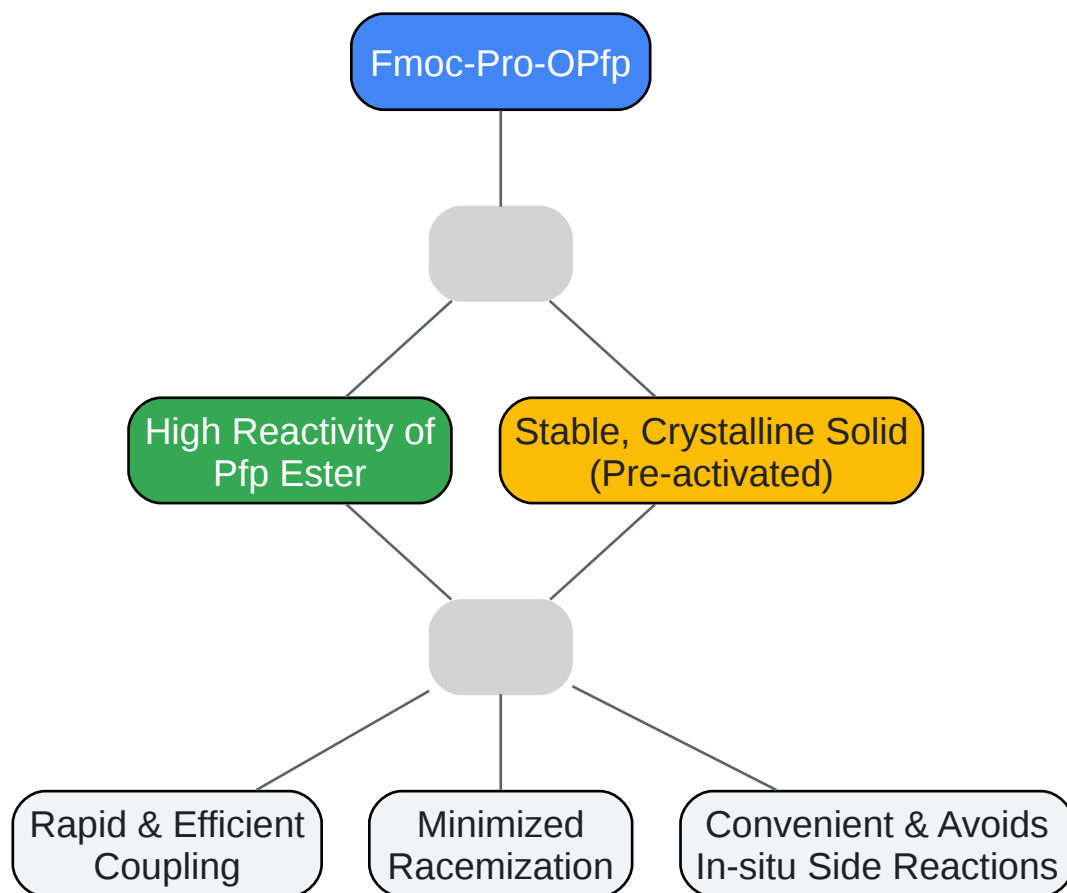 Fmoc-Pro-OPfp
High Reactivity of
Pfp Ester
Stable, Crystalline Solid
(Pre-activated)
Rapid & Efficient
Coupling
Minimized
Racemization
Convenient & Avoids
In-situ Side Reactions